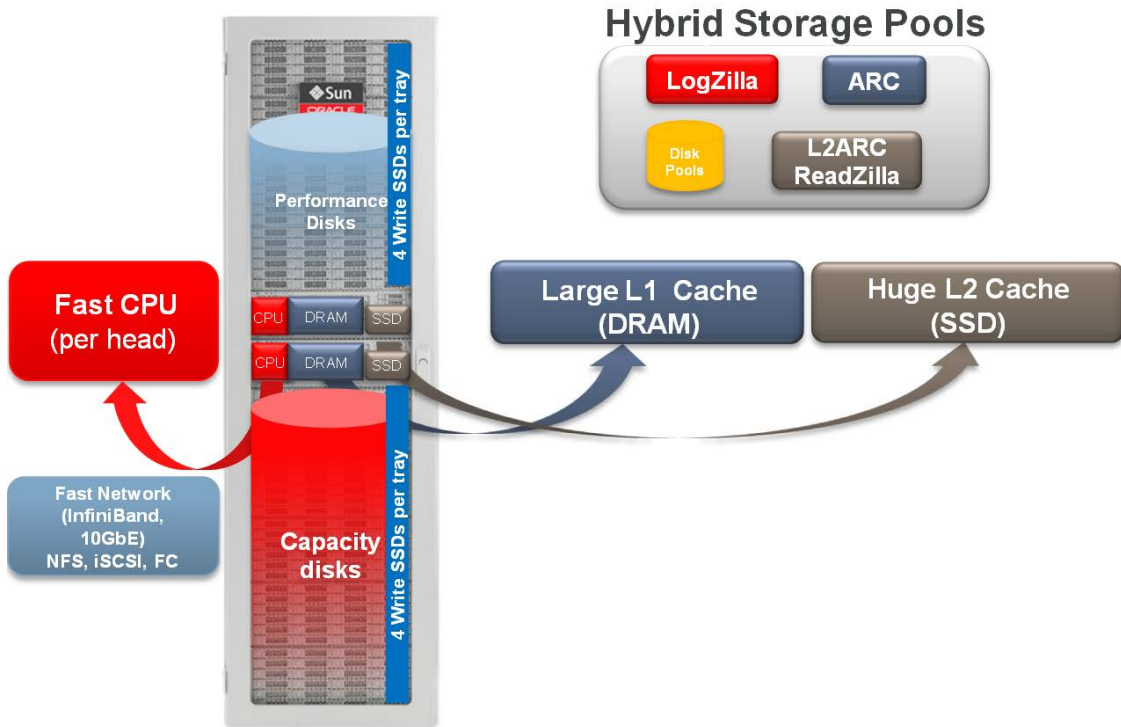 Hybrid Storage Pools
LogZilla
ARC
Disk
Pools
L2ARC
ReadZilla
Sun
ORACLE
Performance
Disks
4 Write SSDs per tray
Fast CPU
(per head)
CPU
DRAM
SSD
CPU
DRAM
SSD
Large L1 Cache
(DRAM)
Huge L2 Cache
(SSD)
Fast Network
(InfiniBand,
10GbE)
NFS, iSCSI, FC
Capacity
disks
4 Write SSDs per tray